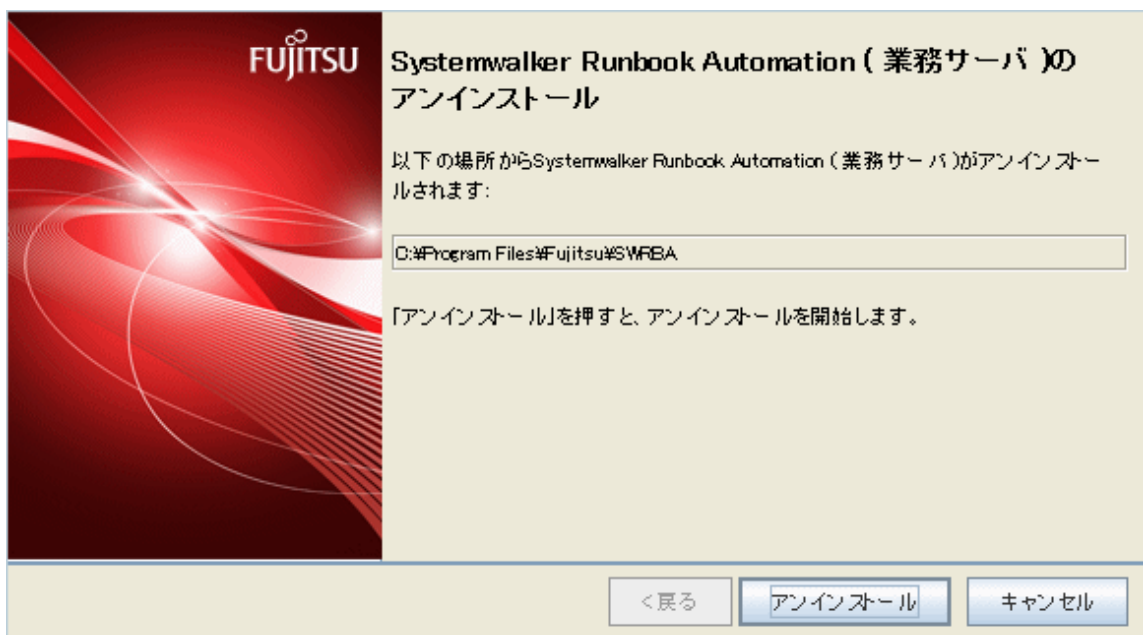 FUJITSU
Systemwalker Runbook Automation ( 業務サーバ )の
アンインストール
以下の場所からSystemwalker Runbook Automation ( 業務サーバ )がアンインストー
ルされます:
C:¥Program Files¥Fujitsu¥SWRBA
「アンインストール」を押すと、アンインストールを開始します。
<戻る
アンインストール
キャンセル